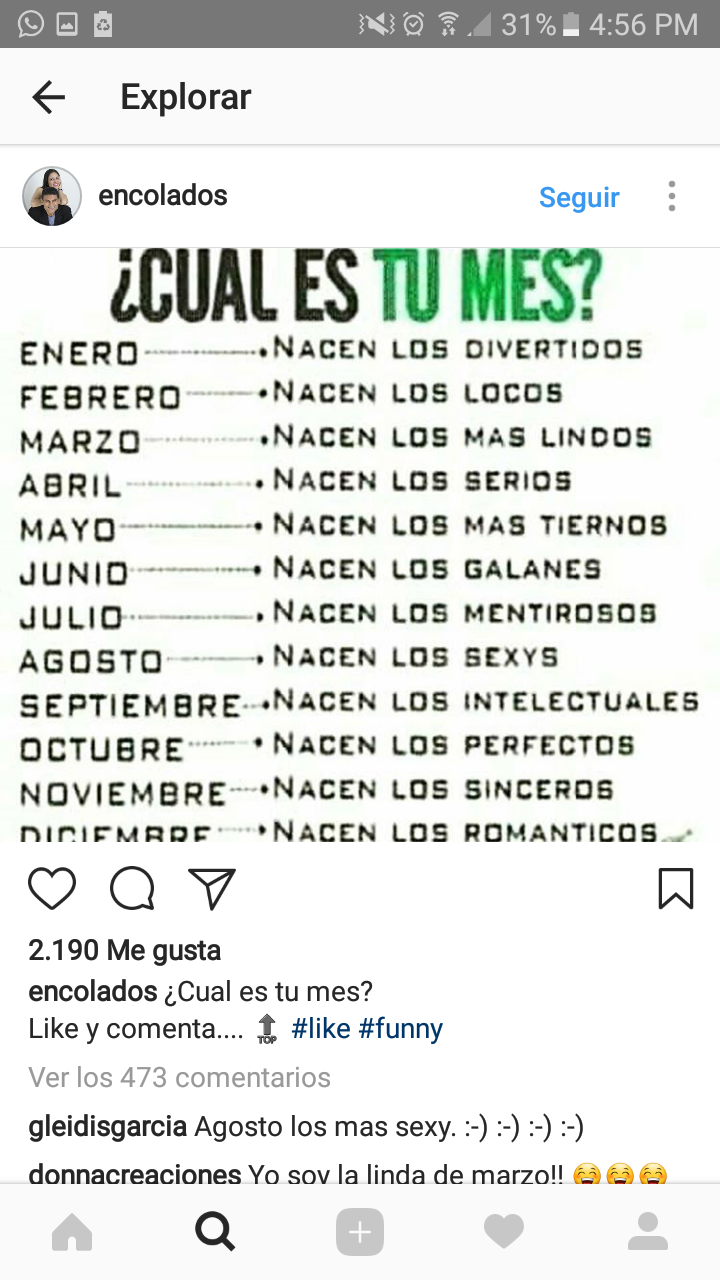 31% 4:56 PM
Explorar
encolados Seguir
¿CUAL ES TU MES?
ENERO NACEN LOS DIVERTIDOS
FEBRERO NACEN LOS LOCOS
MARZO NACEN LOS MAS LINDOS
ABRIL NACEN LOS SERIOS
MAYO NACEN LOS MAS TIERNOS
JUNIO NACEN LOS GALANES
JULIO NACEN LOS MENTIROSOS
AGOSTO NACEN LOS SEXYS
SEPTIEMBRE NACEN LOS INTELECTUALES
OCTUBRE NACEN LOS PERFECTOS
NOVIEMBRE NACEN LOS SINCEROS
DICIEMBRE NACEN LOS ROMANTICOS
2.190 Me gusta
encolados ¿Cual es tu mes?
Like y comenta.... TOP #like #funny
Ver los 473 comentarios
gleidisgarcia Agosto los mas sexy. :-) :-) :-) :-)
donnacreaciones Yo soy la linda de marzo!! 😁😁😁